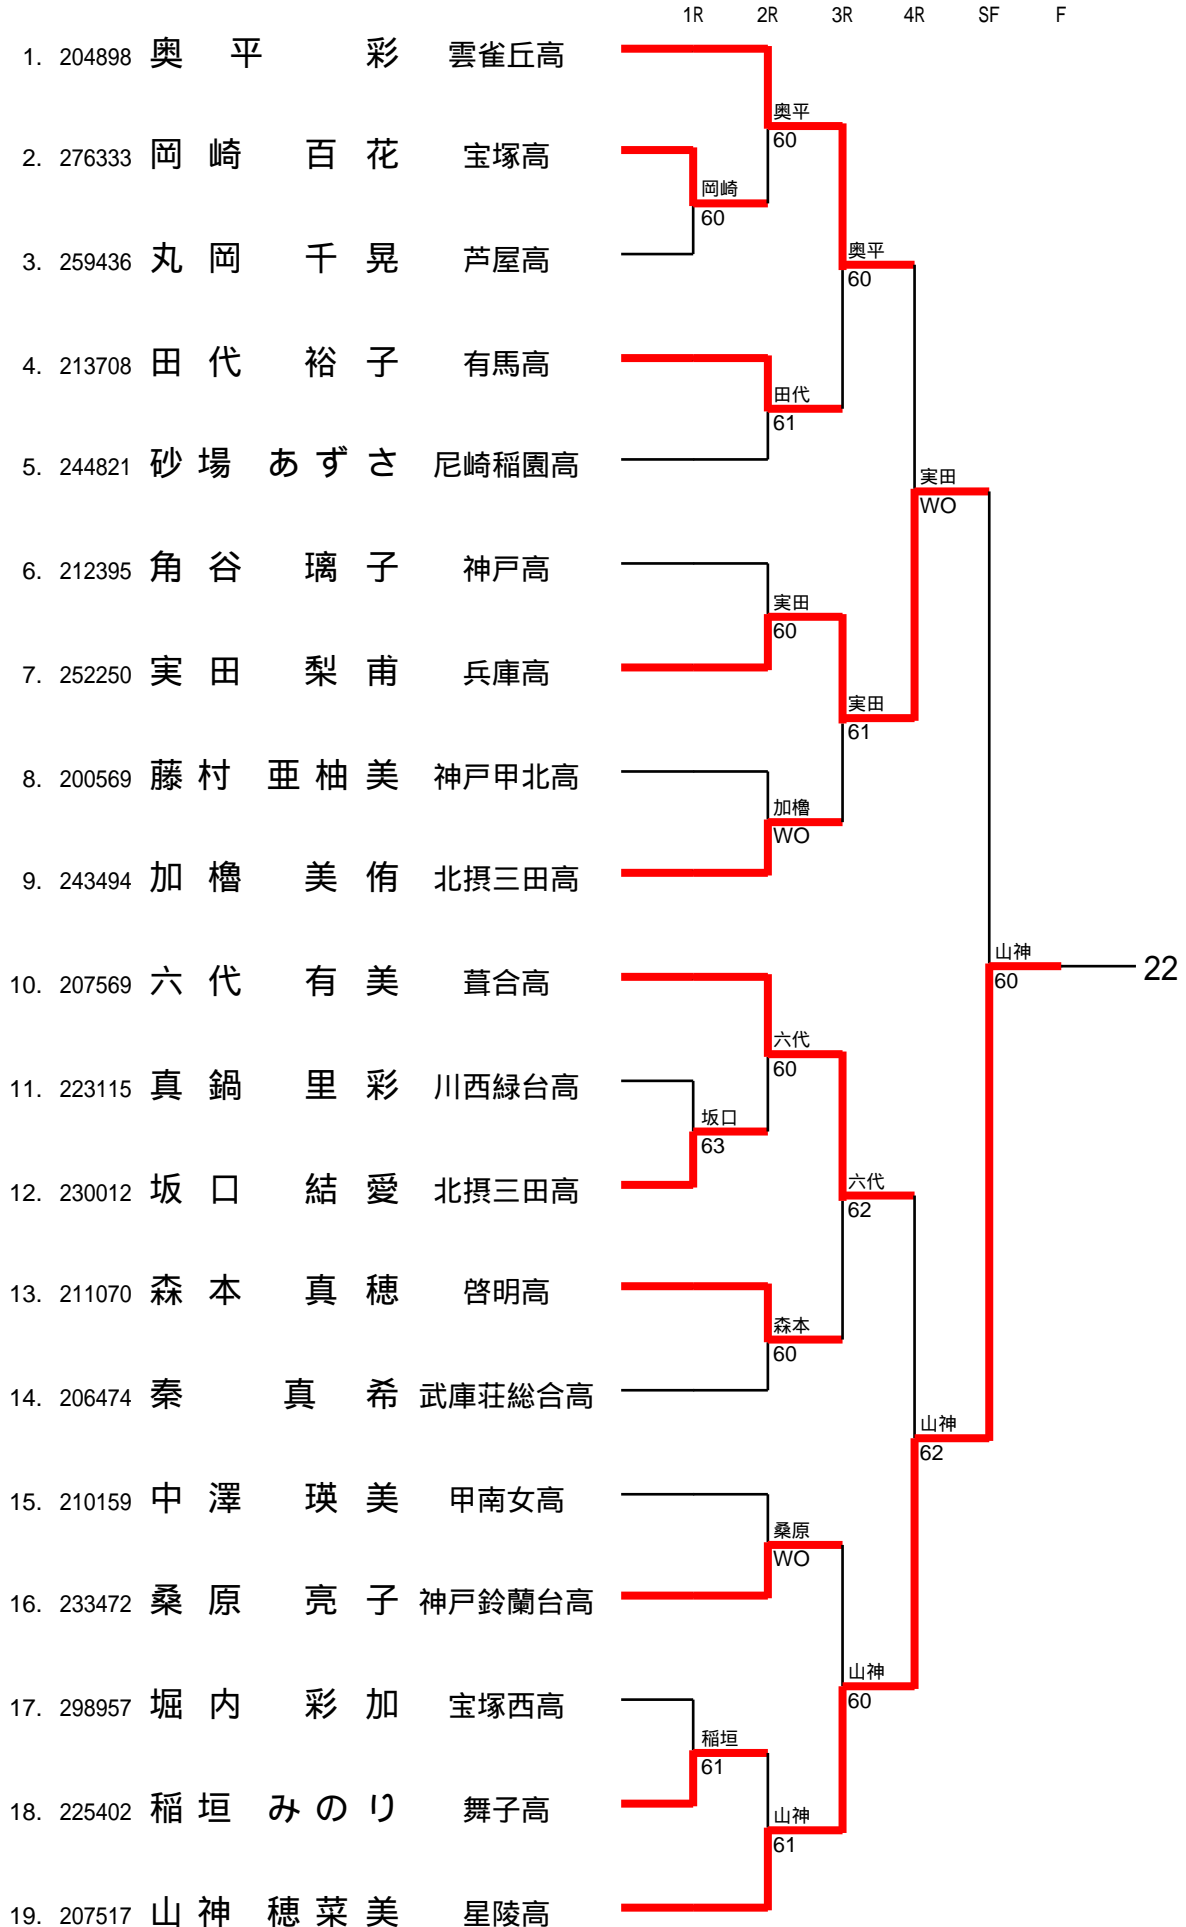 1R 2R 3R 4R SF F
1. 204898 奥平 彩 雲雀丘高
奥平
60
2. 276333 岡崎 百花 宝塚高
岡崎
60
3. 259436 丸岡 千晃 芦屋高
奥平
60
4. 213708 田代 裕子 有馬高
田代
61
5. 244821 砂場 あずさ 尼崎稲園高
実田
WO
6. 212395 角谷 璃子 神戸高
実田
60
7. 252250 実田 梨甫 兵庫高
実田
61
8. 200569 藤村 亜柚美 神戸甲北高
加櫓
WO
9. 243494 加櫓 美侑 北摂三田高
山神
60
22
10. 207569 六代 有美 葺合高
六代
60
11. 223115 真鍋 里彩 川西緑台高
坂口
63
12. 230012 坂口 結愛 北摂三田高
六代
62
13. 211070 森本 真穂 啓明高
森本
60
14. 206474 秦 真希 武庫荘総合高
山神
62
15. 210159 中澤 瑛美 甲南女高
桑原
WO
16. 233472 桑原 亮子 神戸鈴蘭台高
山神
60
17. 298957 堀内 彩加 宝塚西高
稲垣
61
18. 225402 稲垣 みのり 舞子高
山神
61
19. 207517 山神 穂菜美 星陵高